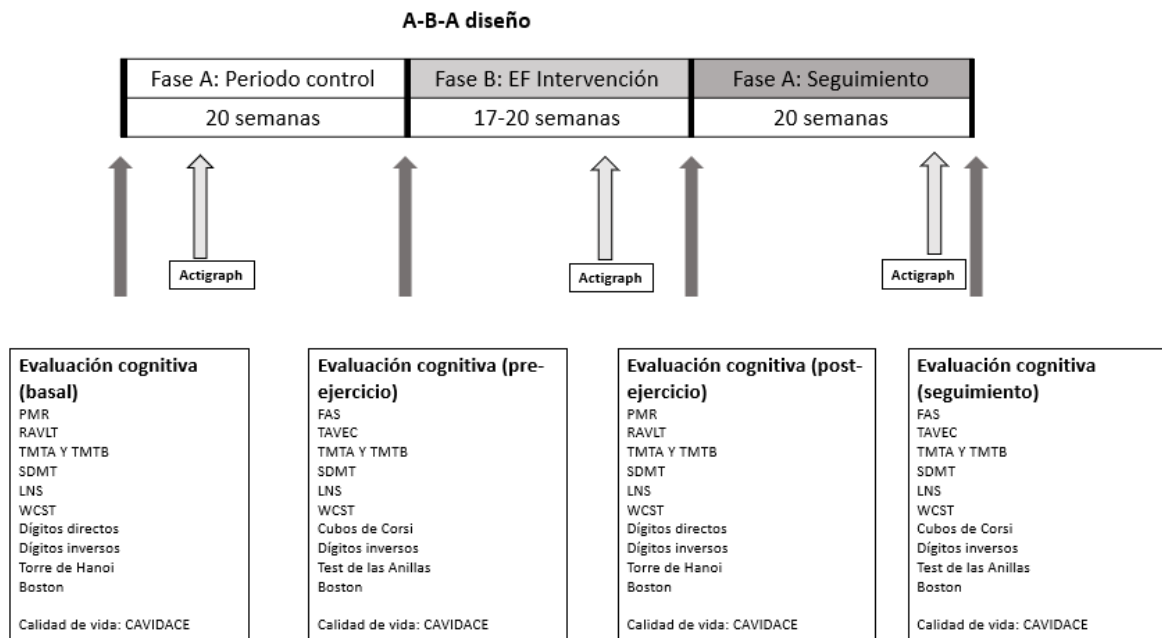 A-B-A diseño
Fase A: Periodo control
Fase B: EF Intervención
Fase A: Seguimiento
20 semanas
17-20 semanas
20 semanas
Actigraph
Actigraph
Actigraph
Evaluación cognitiva
(basal)
PMR
RAVLT
TMTA Y TMTB
SDMT
LNS
WCST
Dígitos directos
Dígitos inversos
Torre de Hanoi
Boston
Calidad de vida: CAVIDACE
Evaluación cognitiva (pre-
ejercicio)
FAS
TAVEC
TMTA Y TMTB
SDMT
LNS
WCST
Cubos de Corsi
Dígitos inversos
Test de las Anillas
Boston
Calidad de vida: CAVIDACE
Evaluación cognitiva (post-
ejercicio)
PMR
RAVLT
TMTA Y TMTB
SDMT
LNS
WCST
Dígitos directos
Dígitos inversos
Torre de Hanoi
Boston
Calidad de vida: CAVIDACE
Evaluación cognitiva
(seguimiento)
FAS
TAVEC
TMTA Y TMTB
SDMT
LNS
WCST
Cubos de Corsi
Dígitos inversos
Test de las Anillas
Boston
Calidad de vida: CAVIDACE